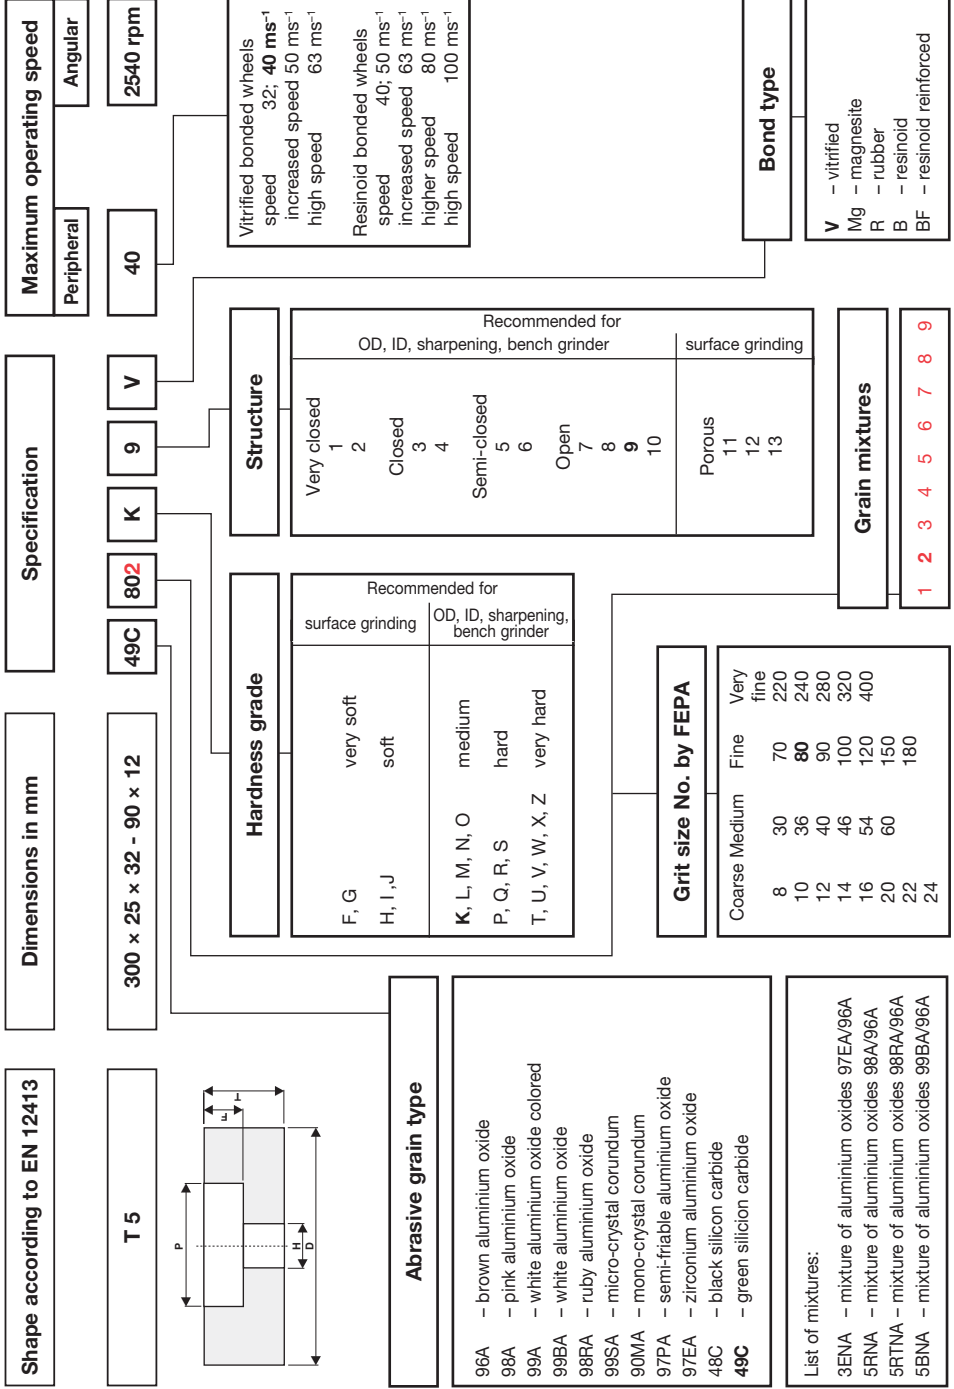 Shape according to EN 12413
Dimensions in mm
Specification
Maximum operating speed
Peripheral
Angular
T 5
300 × 25 × 32 - 90 × 12
49C
802
K
9
V
40
2540 rpm
P
F
T
H
D
Vitrified bonded wheels
speed 32; 40 ms⁻¹
increased speed 50 ms⁻¹
high speed 63 ms⁻¹
Resinoid bonded wheels
speed 40; 50 ms⁻¹
increased speed 63 ms⁻¹
higher speed 80 ms⁻¹
high speed 100 ms⁻¹
Hardness grade
Recommended for
surface grinding
OD, ID, sharpening,
bench grinder
F, G very soft
H, I ,J soft
K, L, M, N, O medium
P, Q, R, S hard
T, U, V, W, X, Z very hard
Structure
Recommended for
OD, ID, sharpening, bench grinder
surface grinding
Very closed
1
2
Closed
3
4
Semi-closed
5
6
Open
7
8
9
10
Porous
11
12
13
Abrasive grain type
96A – brown aluminium oxide
98A – pink aluminium oxide
99A – white aluminium oxide colored
99BA – white aluminium oxide
98RA – ruby aluminium oxide
99SA – micro-crystal corundum
90MA – mono-crystal corundum
97PA – semi-friable aluminium oxide
97EA – zirconium aluminium oxide
48C – black silicon carbide
49C – green silicion carbide
List of mixtures:
3ENA – mixture of aluminium oxides 97EA/96A
5RNA – mixture of aluminium oxides 98A/96A
5RTNA – mixture of aluminium oxides 98RA/96A
5BNA – mixture of aluminium oxides 99BA/96A
Grit size No. by FEPA
Coarse Medium Fine Very
fine
8 30 70 220
10 36 80 240
12 40 90 280
14 46 100 320
16 54 120 400
20 60 150
22 180
24
Grain mixtures
1 2 3 4 5 6 7 8 9
Bond type
V – vitrified
Mg – magnesite
R – rubber
B – resinoid
BF – resinoid reinforced